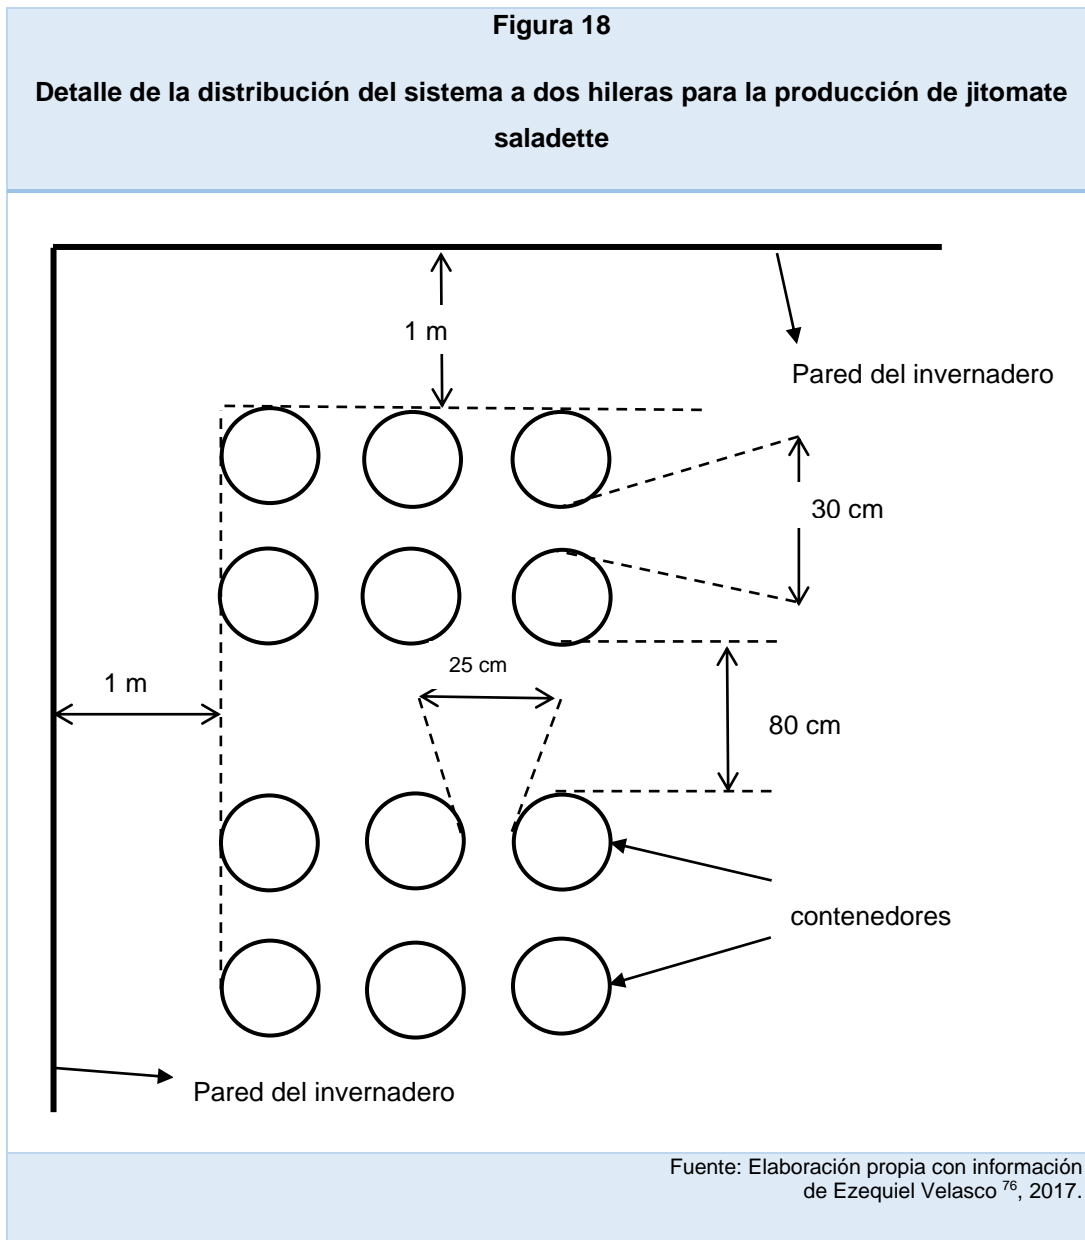 Figura 18
Detalle de la distribución del sistema a dos hileras para la producción de jitomate
saladette
1 m
Pared del invernadero
30 cm
25 cm
1 m
80 cm
contenedores
Pared del invernadero
Fuente: Elaboración propia con información
de Ezequiel Velasco 76, 2017.